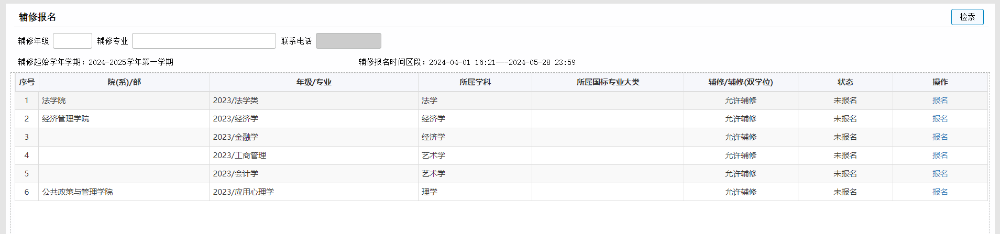 辅修报名
检索
辅修年级 辅修专业 联系电话
辅修起始学年学期：2024-2025学年第一学期 辅修报名时间区段：2024-04-01 16:21---2024-05-28 23:59
序号 院(系)/部 年级/专业 所属学科 所属国标专业大类 辅修/辅修(双学位) 状态 操作
1 法学院 2023/法学类 法学 允许辅修 未报名 报名
2 经济管理学院 2023/经济学 经济学 允许辅修 未报名 报名
3 2023/金融学 经济学 允许辅修 未报名 报名
4 2023/工商管理 艺术学 允许辅修 未报名 报名
5 2023/会计学 艺术学 允许辅修 未报名 报名
6 公共政策与管理学院 2023/应用心理学 理学 允许辅修 未报名 报名